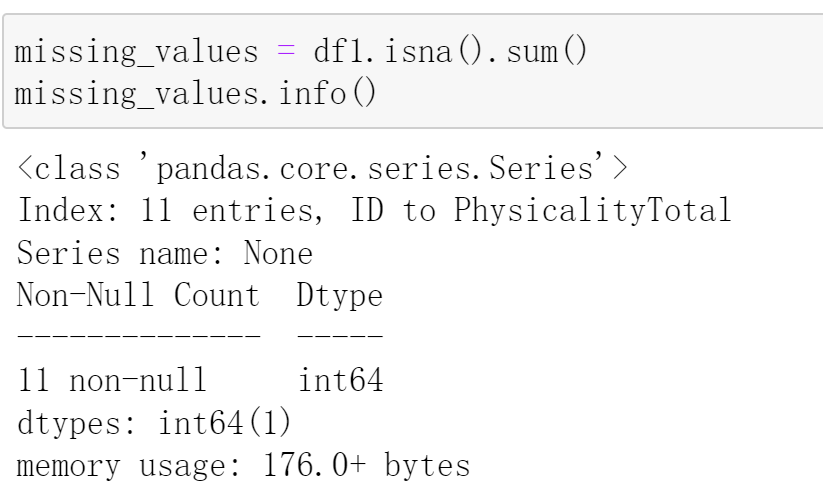 missing_values = df1.isna().sum()
missing_values.info()
<class 'pandas.core.series.Series'>
Index: 11 entries, ID to PhysicalityTotal
Series name: None
Non-Null Count  Dtype
--------------  -----
11 non-null     int64
dtypes: int64(1)
memory usage: 176.0+ bytes